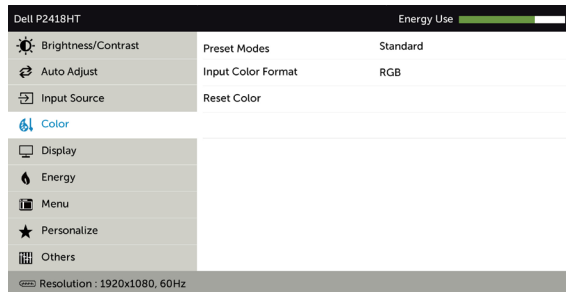 Dell P2418HT Energy Use
Brightness/Contrast Preset Modes Standard
Auto Adjust Input Color Format RGB
Input Source Reset Color
Color
Display
Energy
Menu
Personalize
Others
Resolution : 1920x1080, 60Hz